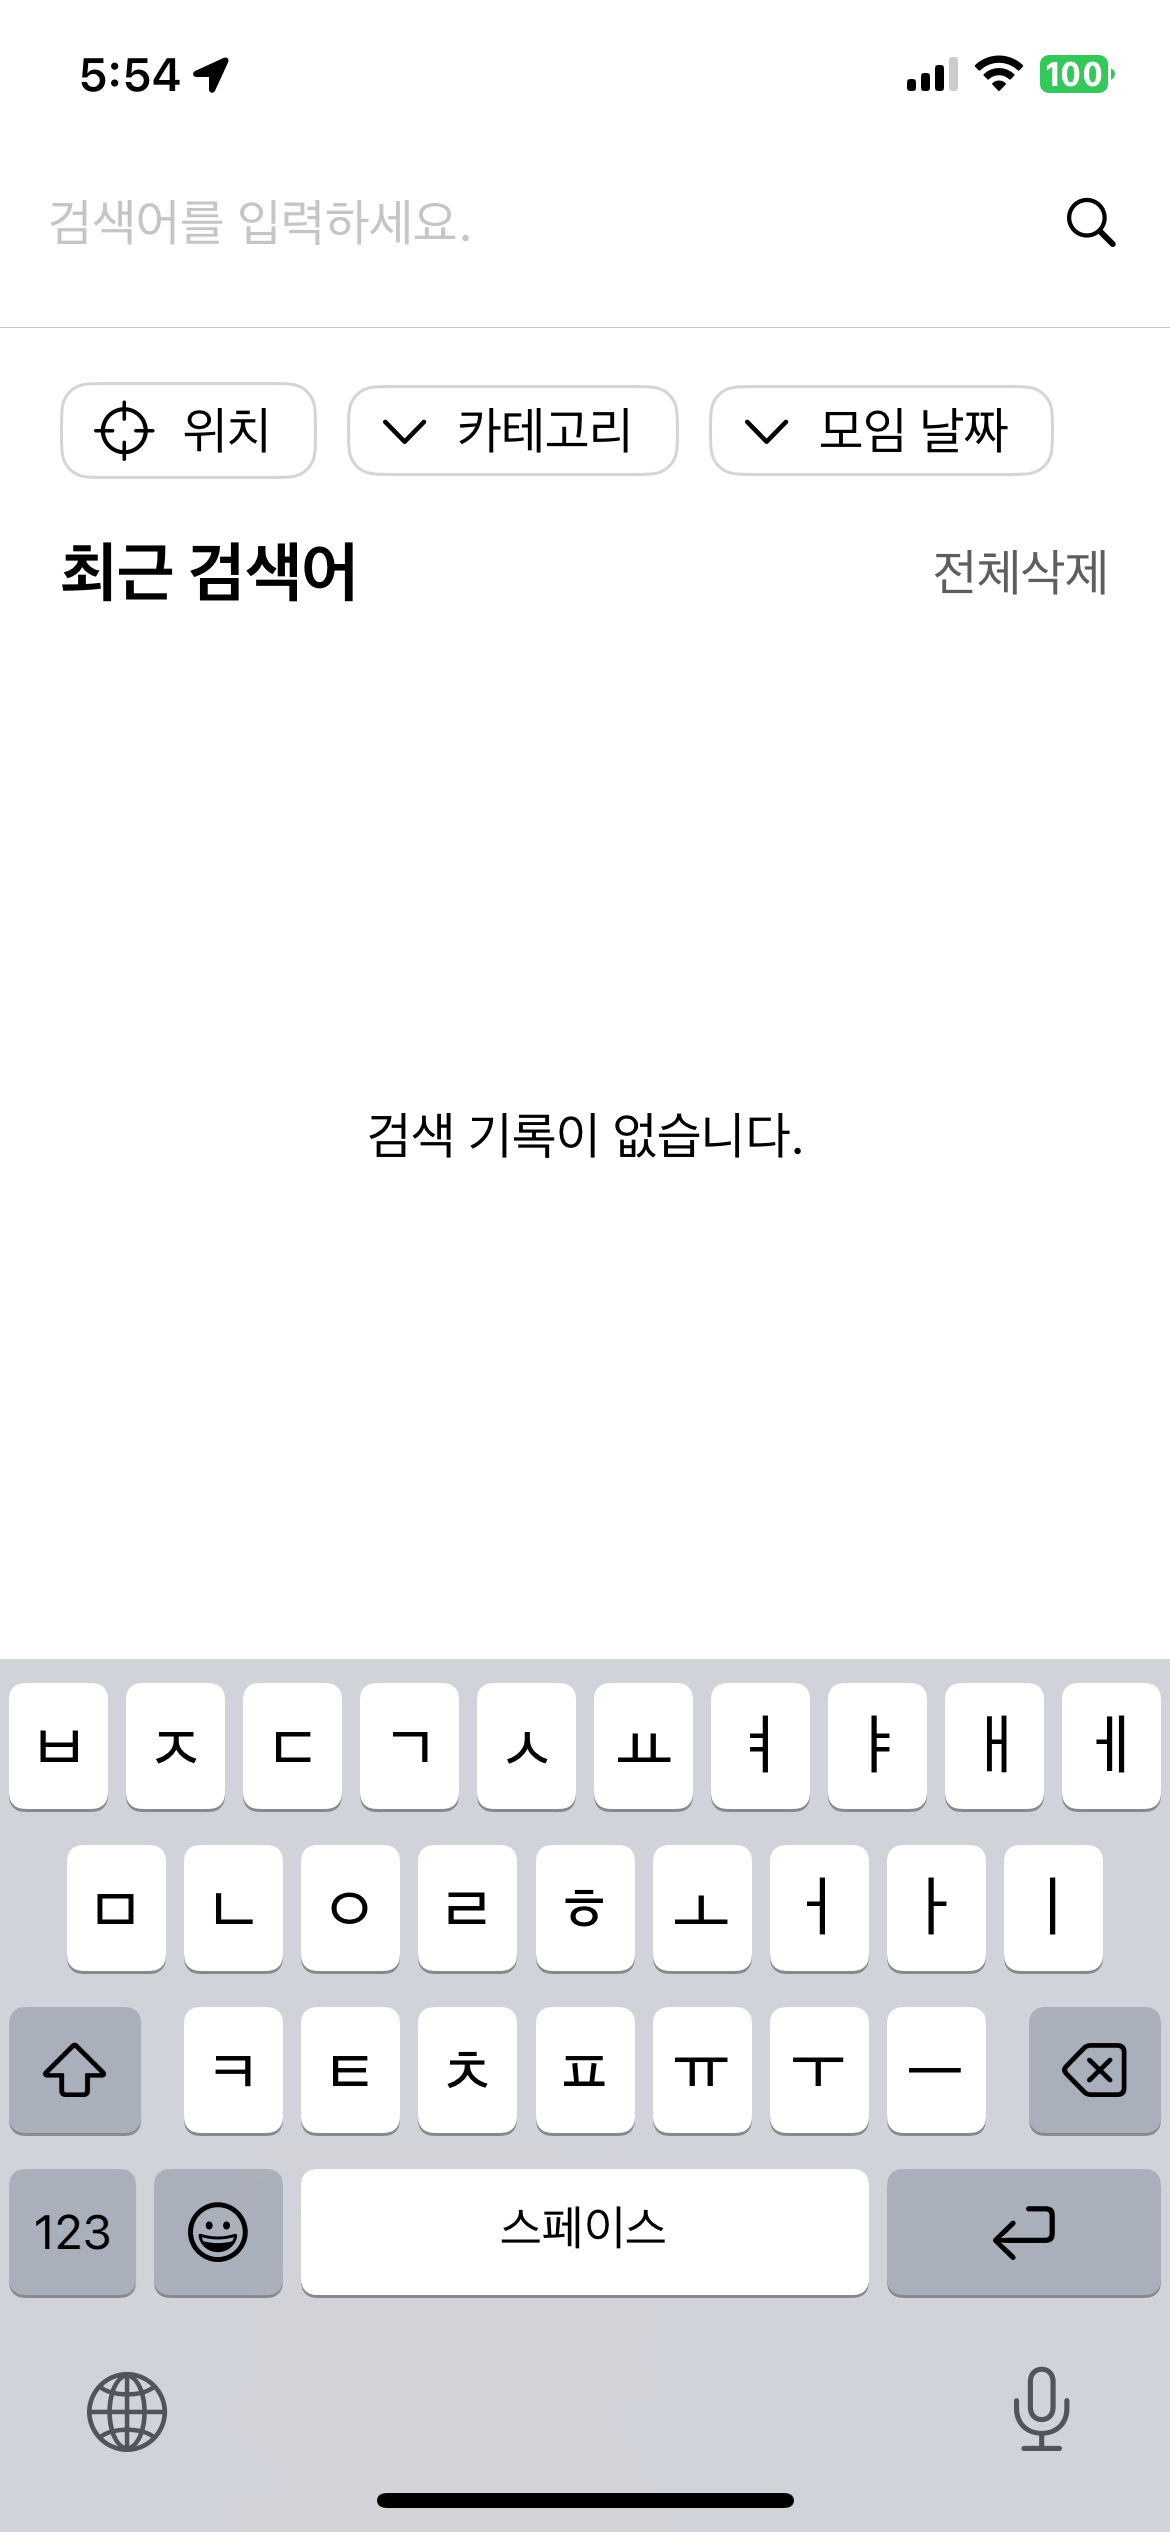 5:54 100
검색어를 입력하세요.
위치 카테고리 모임 날짜
최근 검색어 전체삭제
검색 기록이 없습니다.
ㅂ ㅈ ㄷ ㄱ ㅅ ㅛ ㅕ ㅑ ㅐ ㅔ
ㅁ ㄴ ㅇ ㄹ ㅎ ㅗ ㅓ ㅏ ㅣ
ㅋ ㅌ ㅊ ㅍ ㅠ ㅜ ㅡ
123 스페이스